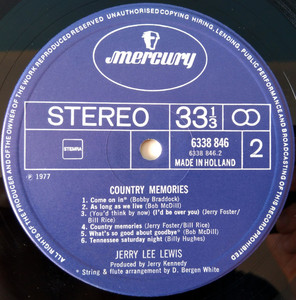 UNAUTHORISED COPYING, HIRING, LENDING, PUBLIC PERFORMANCE AND BROADCASTING OF THIS RECORD PROHIBITED
ALL RIGHTS OF THE PRODUCER AND OF THE OWNER OF THE WORK REPRODUCED RESERVED
mercury
STEREO
33 1/3
STEMRA
6338 846
6338 846.2
MADE IN HOLLAND
2
℗ 1977
COUNTRY MEMORIES
1. Come on in* (Bobby Braddock)
2. As long as we live (Bob McDill)
3. (You'd think by now) (I'd be over you) (Jerry Foster/
Bill Rice)
4. Country memories (Jerry Foster/Bill Rice)
5. What's so good about goodbye* (Bob McDill)
6. Tennessee saturday night (Billy Hughes)
JERRY LEE LEWIS
Produced by Jerry Kennedy
* String & flute arrangement by D. Bergen White